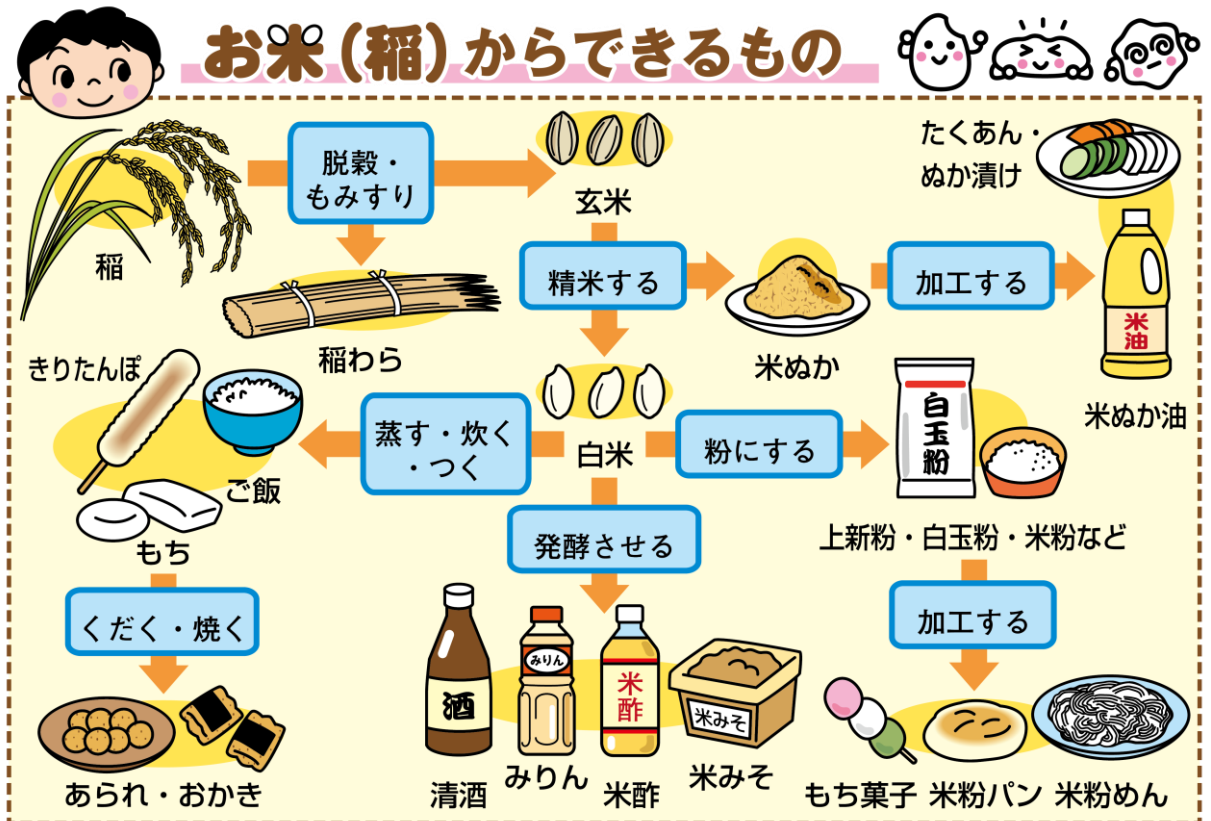 お米(稲)からできるもの
稲
脱穀・
もみすり
稲わら
玄米
精米する
米ぬか
加工する
たくあん・
ぬか漬け
米油
米ぬか油
白米
蒸す・炊く
・つく
きりたんぽ
ご飯
もち
くだく・焼く
あられ・おかき
発酵させる
酒
清酒
みりん
みりん
米酢
米酢
米みそ
米みそ
粉にする
白玉粉
上新粉・白玉粉・米粉など
加工する
もち菓子
米粉パン
米粉めん